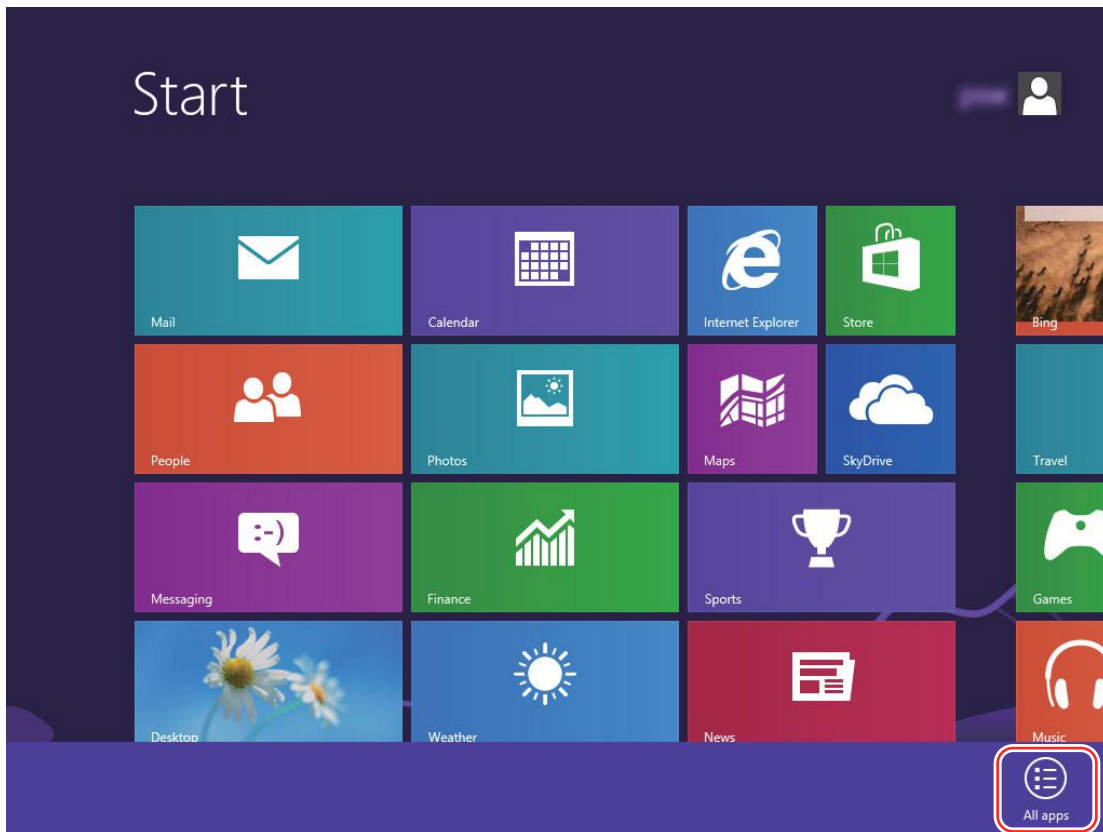 Start
Mail
Calendar
Internet Explorer
Store
Bing
People
Photos
Maps
SkyDrive
Travel
Messaging
:-)
Finance
Sports
Games
Desktop
Weather
News
Music
All apps